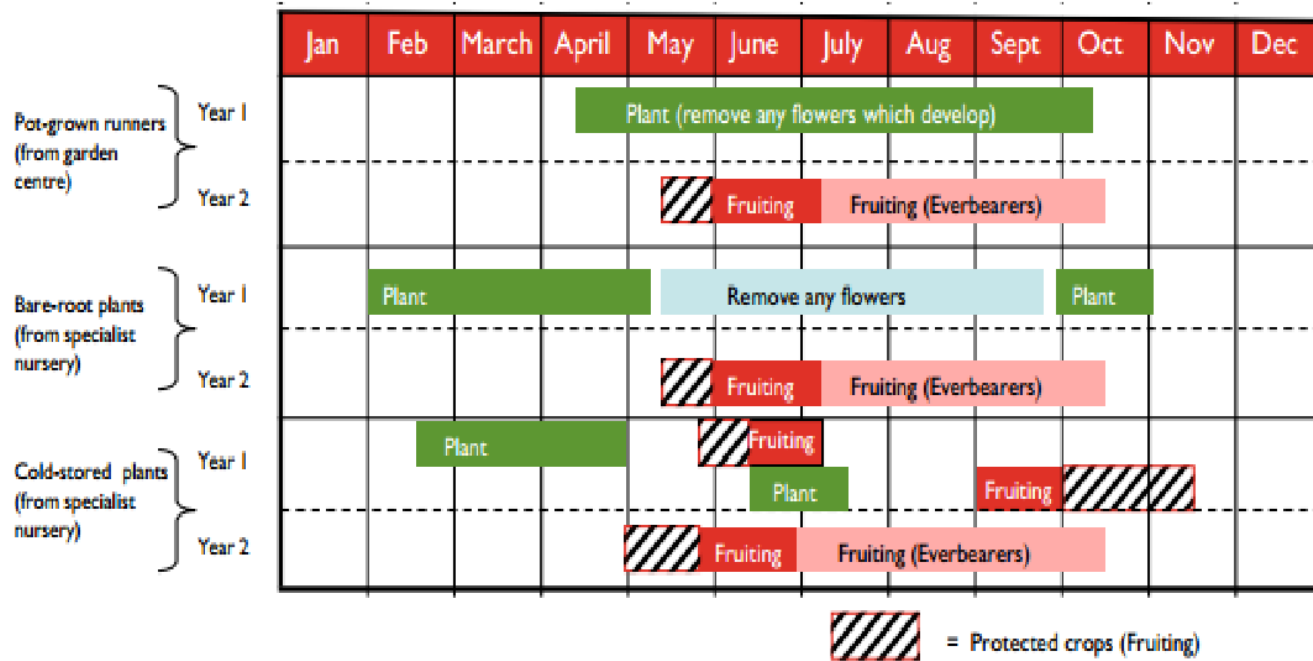 Jan Feb March April May June July Aug Sept Oct Nov Dec
Pot-grown runners
(from garden
centre)
Year 1
Plant (remove any flowers which develop)
Year 2
Fruiting
Fruiting (Everbearers)
Bare-root plants
(from specialist
nursery)
Year 1
Plant
Remove any flowers
Plant
Year 2
Fruiting
Fruiting (Everbearers)
Cold-stored plants
(from specialist
nursery)
Year 1
Plant
Fruiting
Plant
Fruiting
Year 2
Fruiting
Fruiting (Everbearers)
= Protected crops (Fruiting)